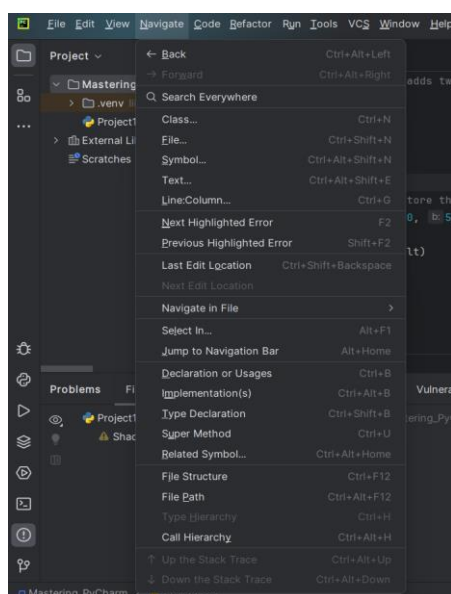 File Edit View Navigate Code Refactor Run Tools VCS Window Help
Project
Mastering
.venv
Project1
External Li
Scratches
← Back Ctrl+Alt+Left
→ Forward Ctrl+Alt+Right
Search Everywhere
Class... Ctrl+N
File... Ctrl+Shift+N
Symbol... Ctrl+Alt+Shift+N
Text... Ctrl+Alt+Shift+E
Line:Column... Ctrl+G
Next Highlighted Error F2
Previous Highlighted Error Shift+F2
Last Edit Location Ctrl+Shift+Backspace
Next Edit Location
Navigate in File
Select In... Alt+F1
Jump to Navigation Bar Alt+Home
Declaration or Usages Ctrl+B
Implementation(s) Ctrl+Alt+B
Type Declaration Ctrl+Shift+B
Super Method Ctrl+U
Related Symbol... Ctrl+Alt+Home
File Structure Ctrl+F12
File Path Ctrl+Alt+F12
Type Hierarchy Ctrl+H
Call Hierarchy Ctrl+Alt+H
↑ Up the Stack Trace Ctrl+Alt+Up
↓ Down the Stack Trace Ctrl+Alt+Down
adds tw
tore th
0, b: 5
lt)
Problems Fi Vulnera
Project1 tering_Py
Shad
Mastering_PyCharm